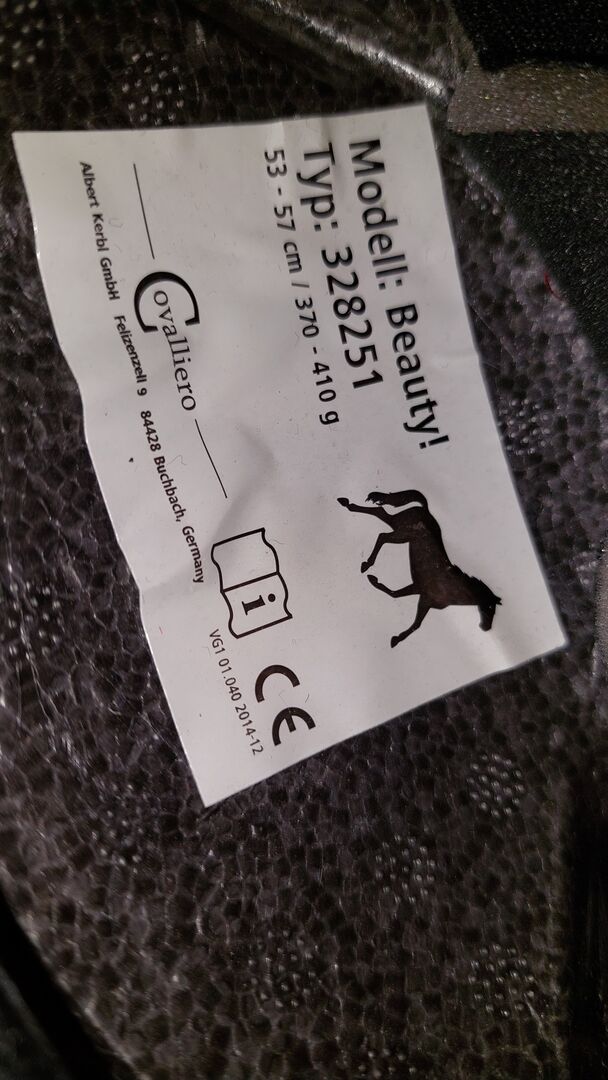 Modell: Beauty!
Typ: 328251
53 - 57 cm / 370 - 410 g
i
CE
VG1 01.040 2014-12
Covalliero
Albert Kerbl GmbH Felizenzell 9 84428 Buchbach, Germany